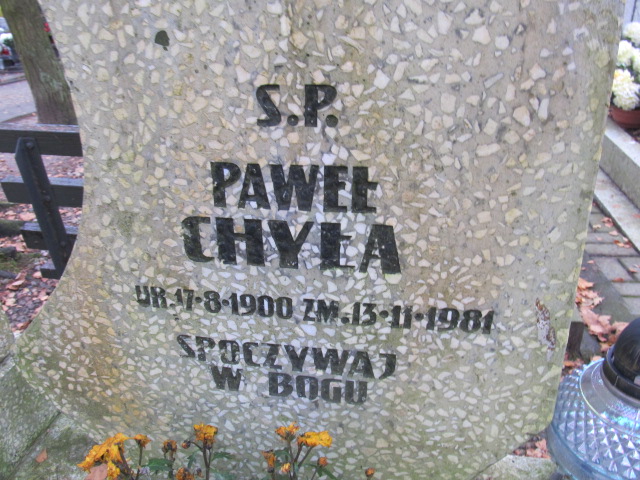 S.P.
PAWEŁ
CHYŁA
UR.17·8·1900 ZM.13·11·1981
SPOCZYWAJ
W BOGU